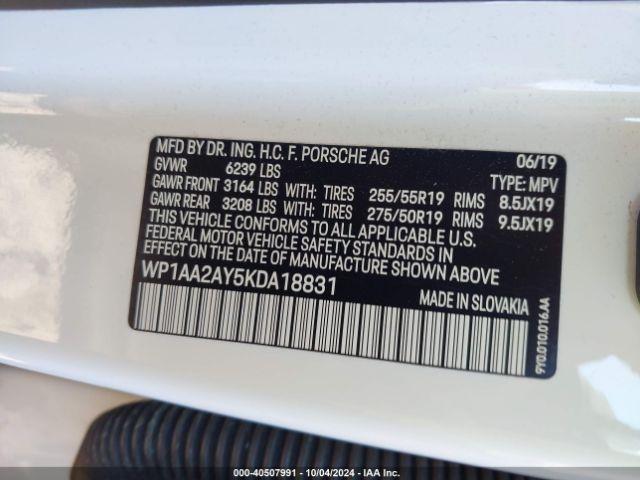 MFD BY DR. ING. H.C. F. PORSCHE AG 06/19
GVWR 6239 LBS TYPE: MPV
GAWR FRONT 3164 LBS WITH: TIRES 255/55R19 RIMS 8.5JX19
GAWR REAR 3208 LBS WITH: TIRES 275/50R19 RIMS 9.5JX19
THIS VEHICLE CONFORMS TO ALL APPLICABLE U.S.
FEDERAL MOTOR VEHICLE SAFETY STANDARDS IN
EFFECT ON THE DATE OF MANUFACTURE SHOWN ABOVE
WP1AA2AY5KDA18831 MADE IN SLOVAKIA
9Y0.010.016.AA
000-40507991 - 10/04/2024 - IAA Inc.